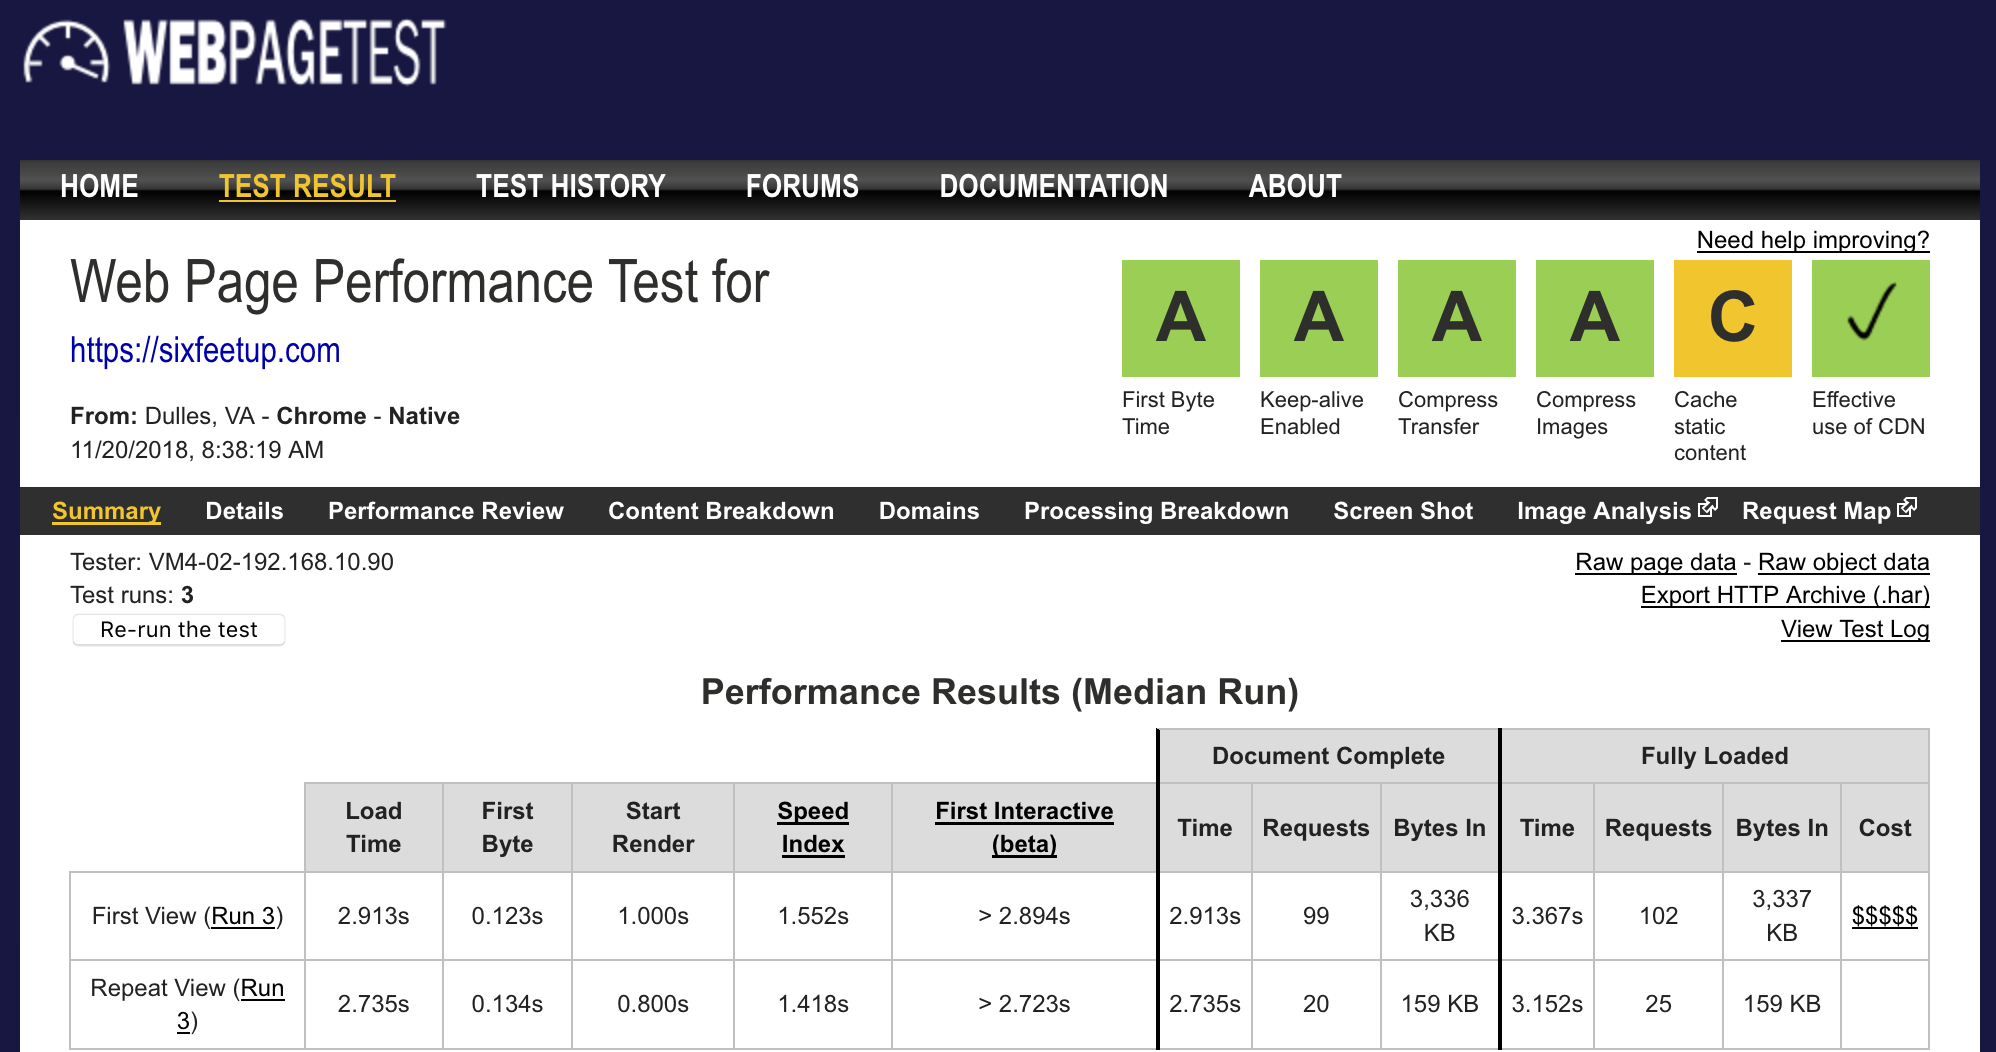 WEBPAGETEST
HOME TEST RESULT TEST HISTORY FORUMS DOCUMENTATION ABOUT
Need help improving?
Web Page Performance Test for
https://sixfeetup.com
From: Dulles, VA - Chrome - Native
11/20/2018, 8:38:19 AM
A A A A C ✓
First Byte Time
Keep-alive Enabled
Compress Transfer
Compress Images
Cache static content
Effective use of CDN
Summary Details Performance Review Content Breakdown Domains Processing Breakdown Screen Shot Image Analysis Request Map
Tester: VM4-02-192.168.10.90
Test runs: 3
Re-run the test
Raw page data - Raw object data
Export HTTP Archive (.har)
View Test Log
Performance Results (Median Run)
Document Complete Fully Loaded
Load Time First Byte Start Render Speed Index First Interactive (beta) Time Requests Bytes In Time Requests Bytes In Cost
First View (Run 3) 2.913s 0.123s 1.000s 1.552s > 2.894s 2.913s 99 3,336 KB 3.367s 102 3,337 KB $$$$$
Repeat View (Run 3) 2.735s 0.134s 0.800s 1.418s > 2.723s 2.735s 20 159 KB 3.152s 25 159 KB